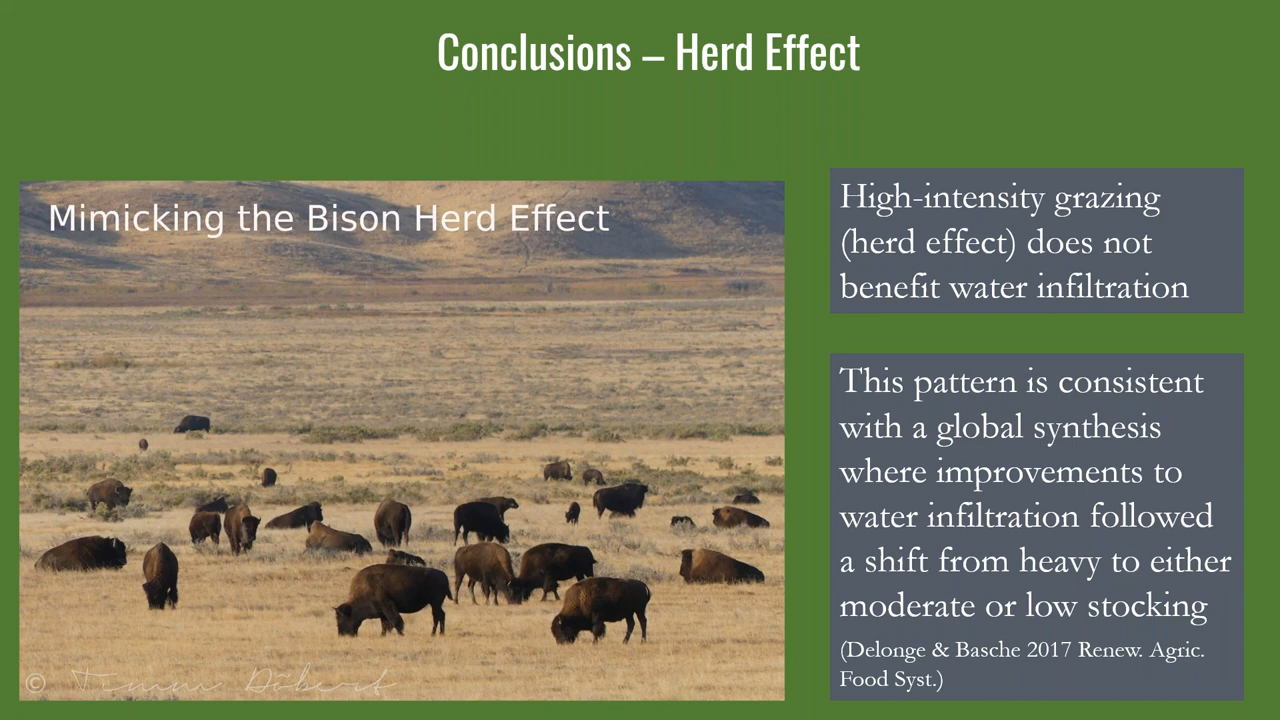 Conclusions – Herd Effect
Mimicking the Bison Herd Effect
High-intensity grazing
(herd effect) does not
benefit water infiltration
This pattern is consistent
with a global synthesis
where improvements to
water infiltration followed
a shift from heavy to either
moderate or low stocking
(Delonge & Basche 2017 Renew. Agric.
Food Syst.)
© Timm Döbert